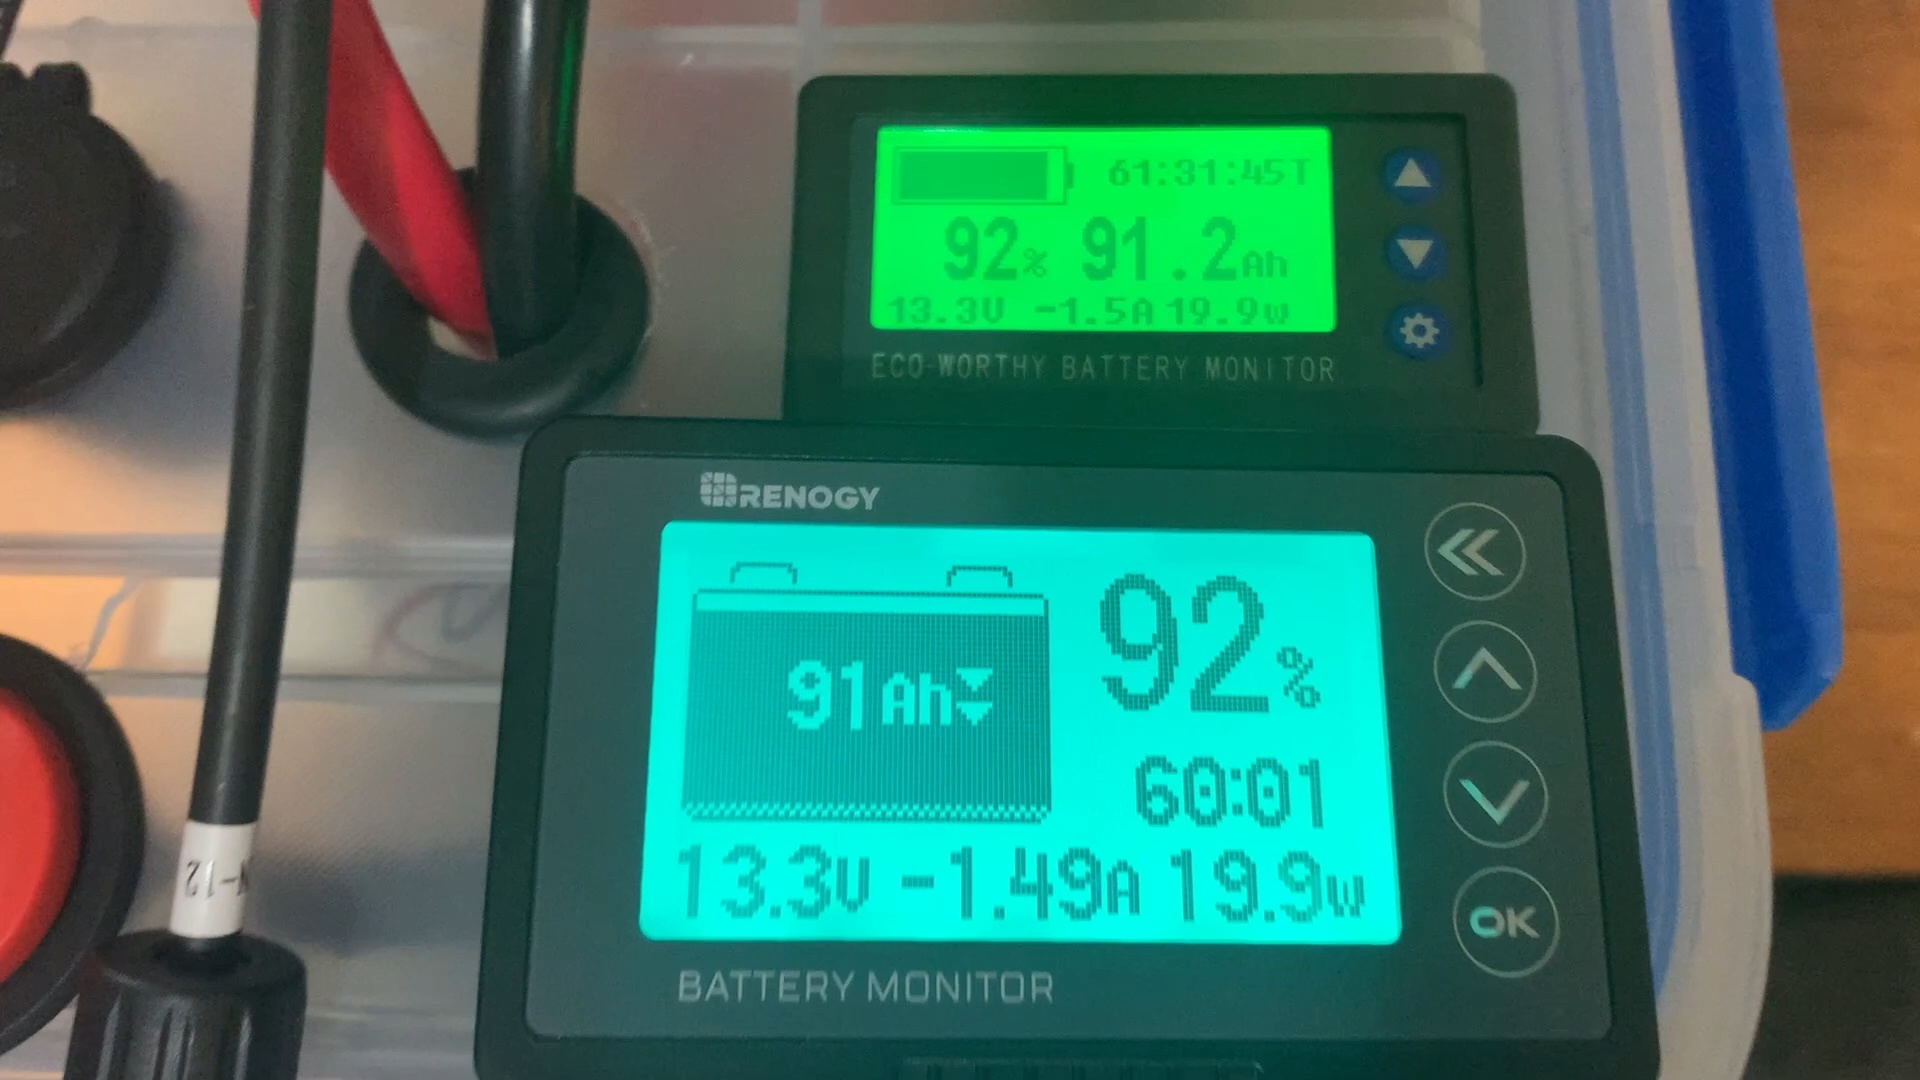 61:31:45T
92% 91.2Ah
13.3V -1.5A 19.9W
ECO-WORTHY BATTERY MONITOR
RENOGY
91Ah
92%
60:01
13.3V -1.49A 19.9W
OK
BATTERY MONITOR
-12